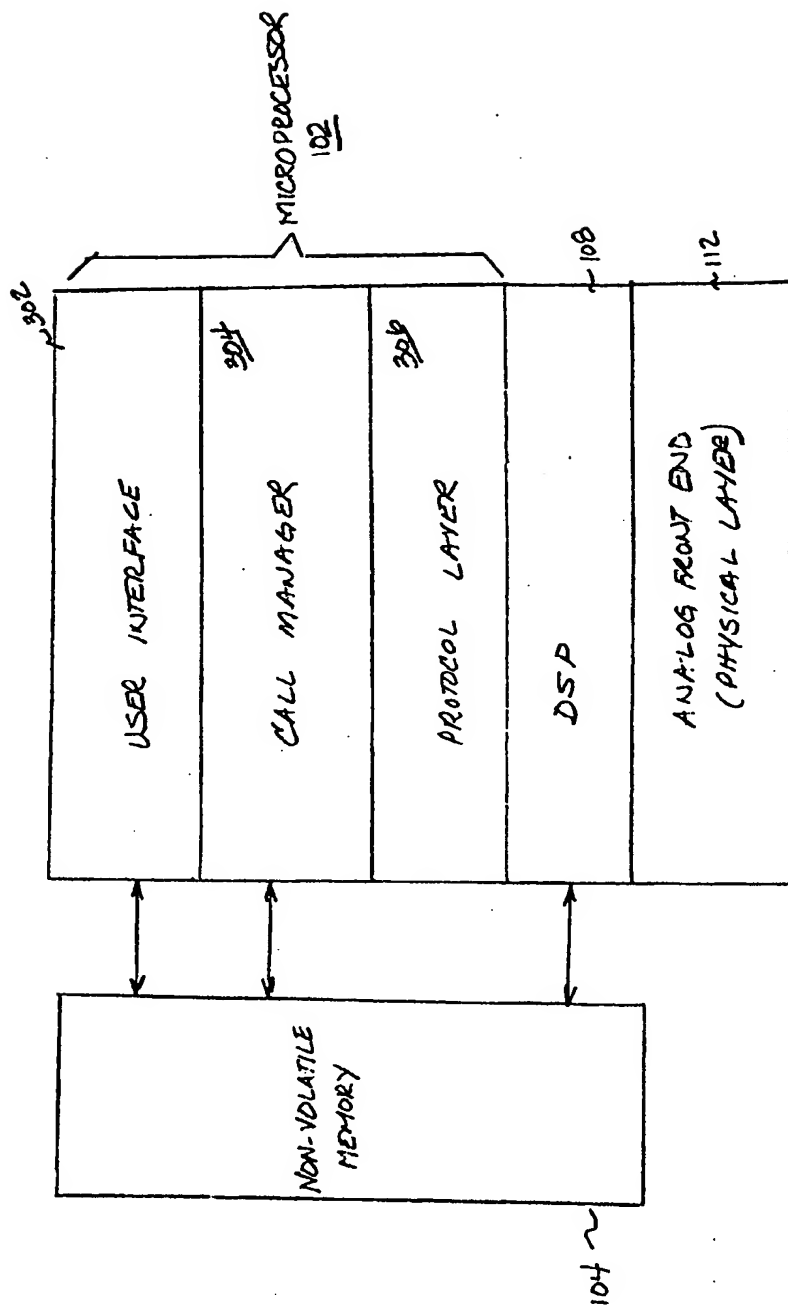 302
USER INTERFACE
304
CALL MANAGER
306
PROTOCOL LAYER
MICROPROCESSOR
102
DSP
108
ANALOG FRONT END
(PHYSICAL LAYER)
112
NON-VOLATILE
MEMORY
104